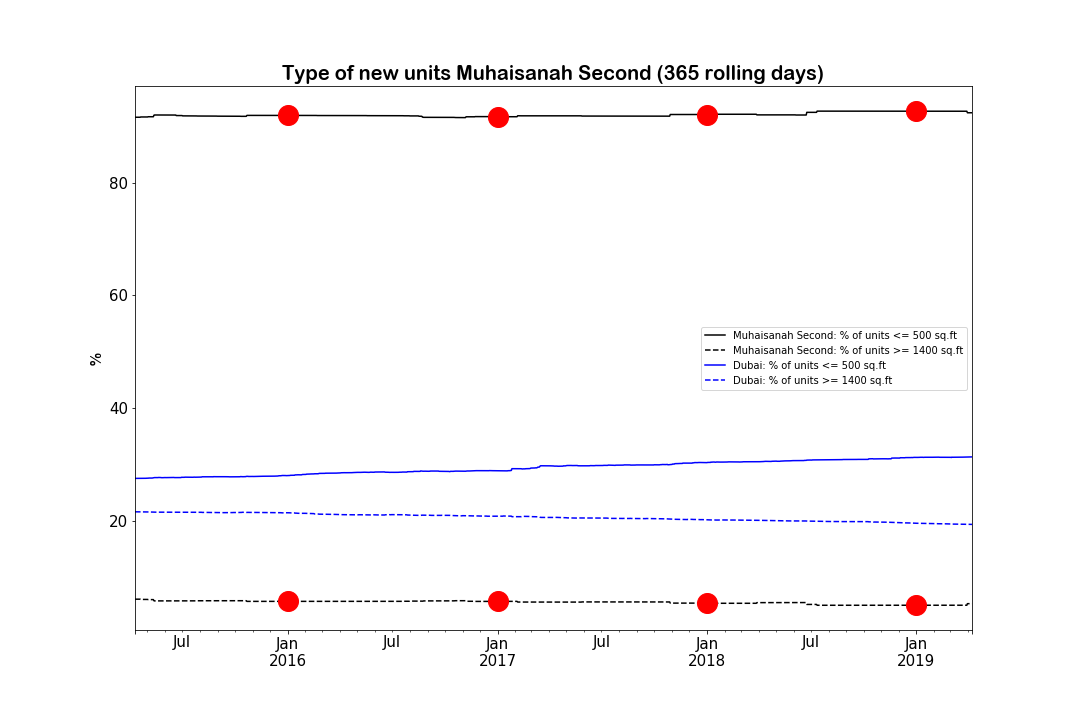 Type of new units Muhaisanah Second (365 rolling days)
80
60
40
20
%
Muhaisanah Second: % of units <= 500 sq.ft
Muhaisanah Second: % of units >= 1400 sq.ft
Dubai: % of units <= 500 sq.ft
Dubai: % of units >= 1400 sq.ft
Jul Jan Jul Jan Jul Jan Jul Jan
2016 2017 2018 2019